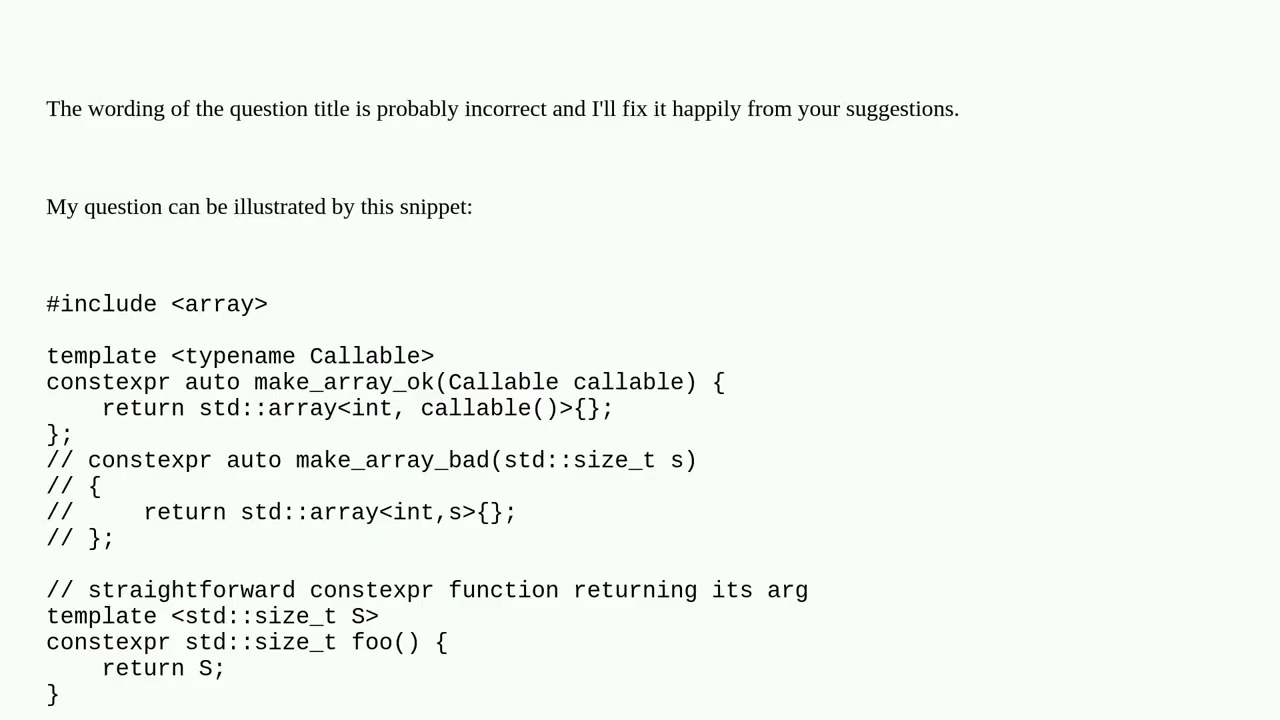 The wording of the question title is probably incorrect and I'll fix it happily from your suggestions.
My question can be illustrated by this snippet:
#include <array>
template <typename Callable>
constexpr auto make_array_ok(Callable callable) {
    return std::array<int, callable()>{};
};
// constexpr auto make_array_bad(std::size_t s)
// {
//     return std::array<int,s>{};
// };
// straightforward constexpr function returning its arg
template <std::size_t S>
constexpr std::size_t foo() {
    return S;
}